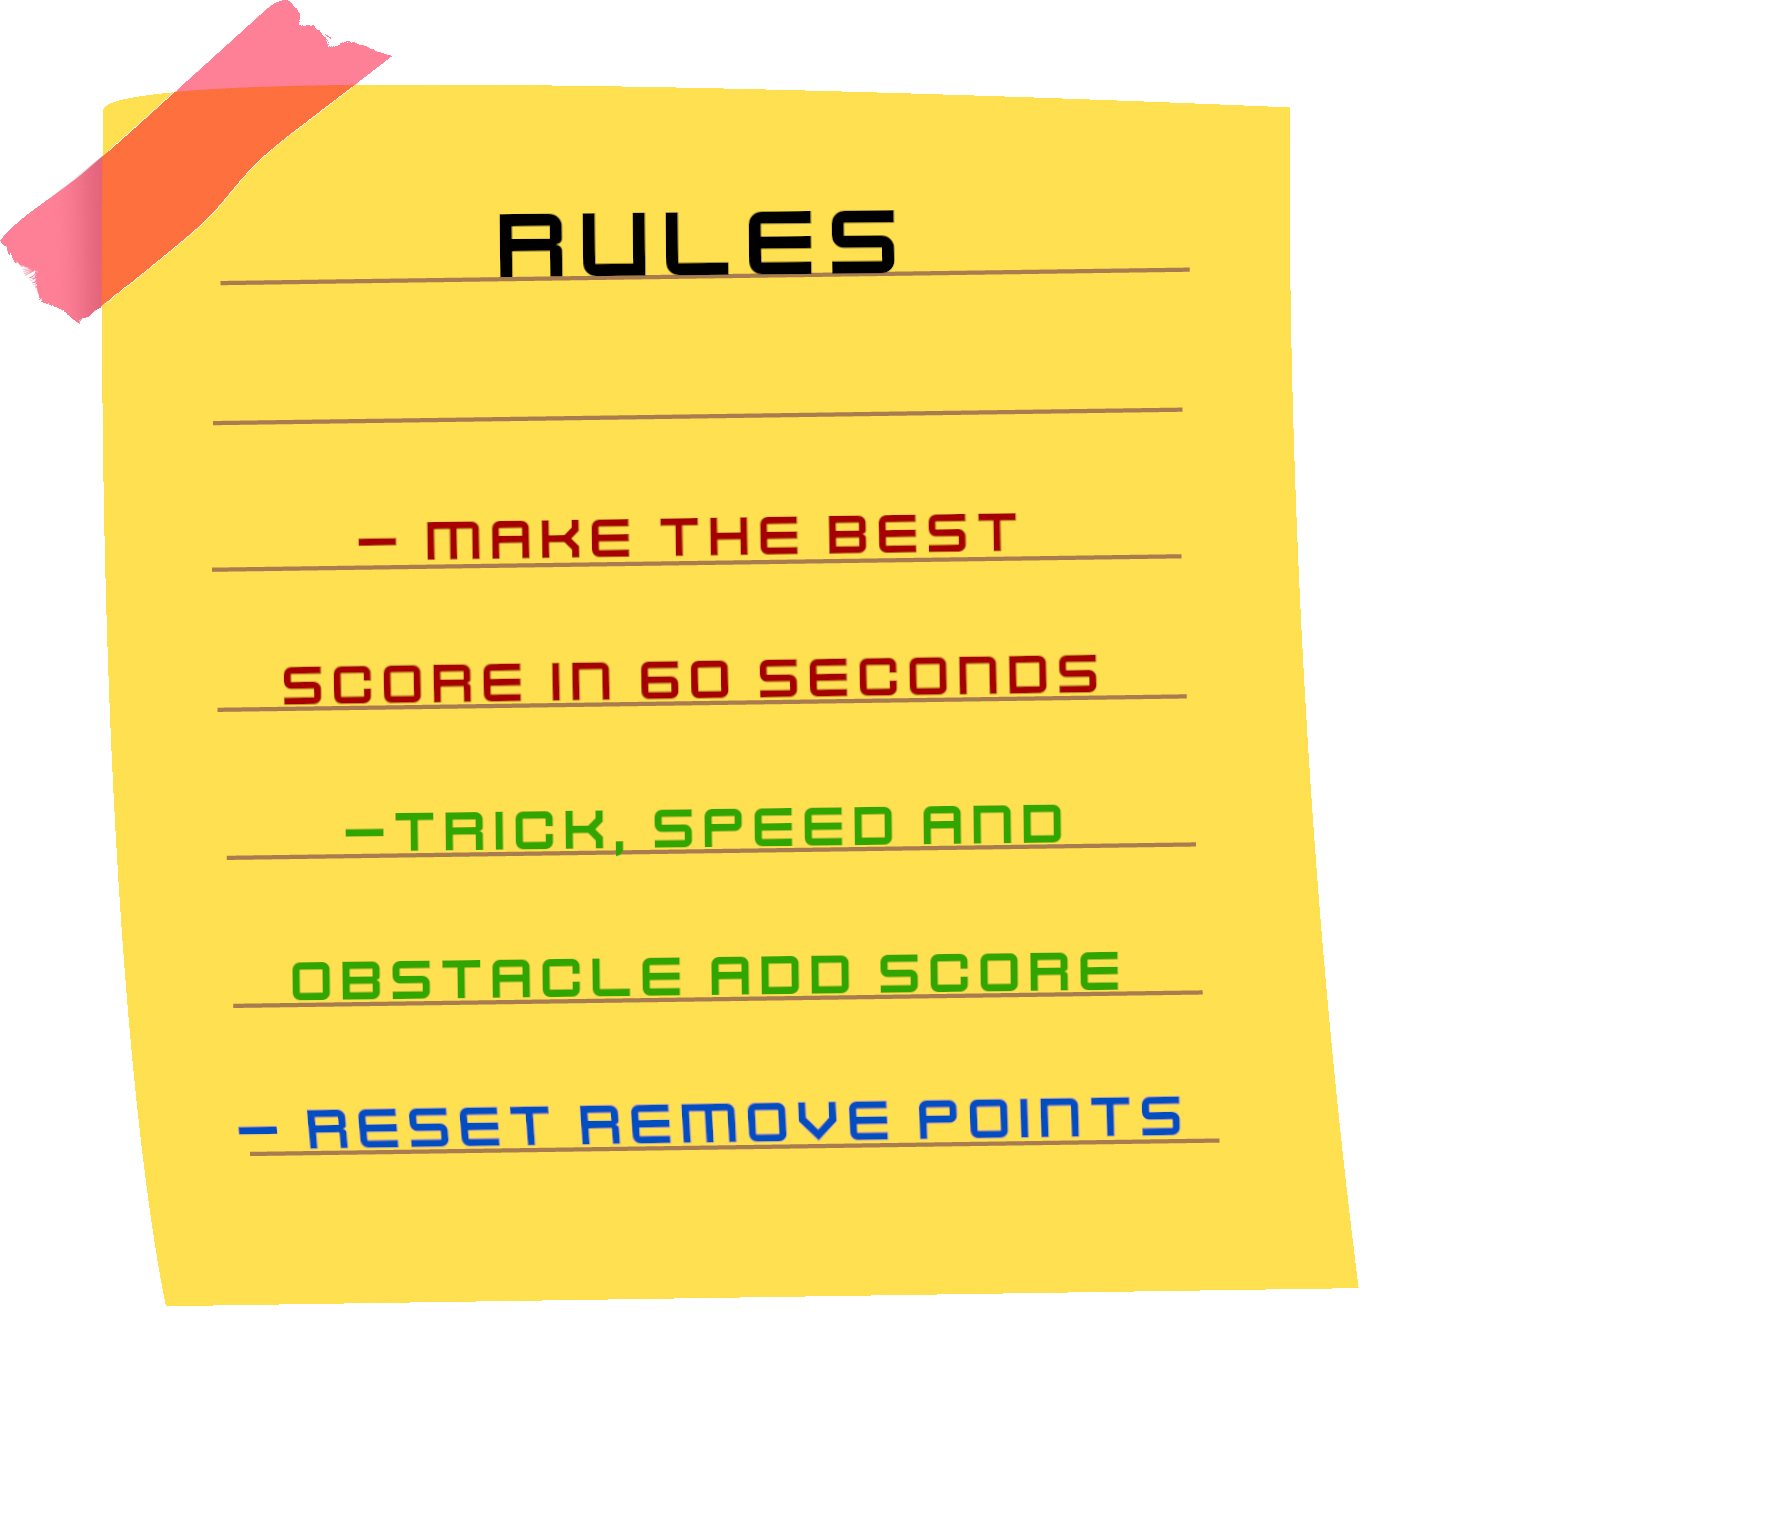 RULES
- MAKE THE BEST
SCORE IN 60 SECONDS
-TRICK, SPEED AND
OBSTACLE ADD SCORE
- RESET REMOVE POINTS